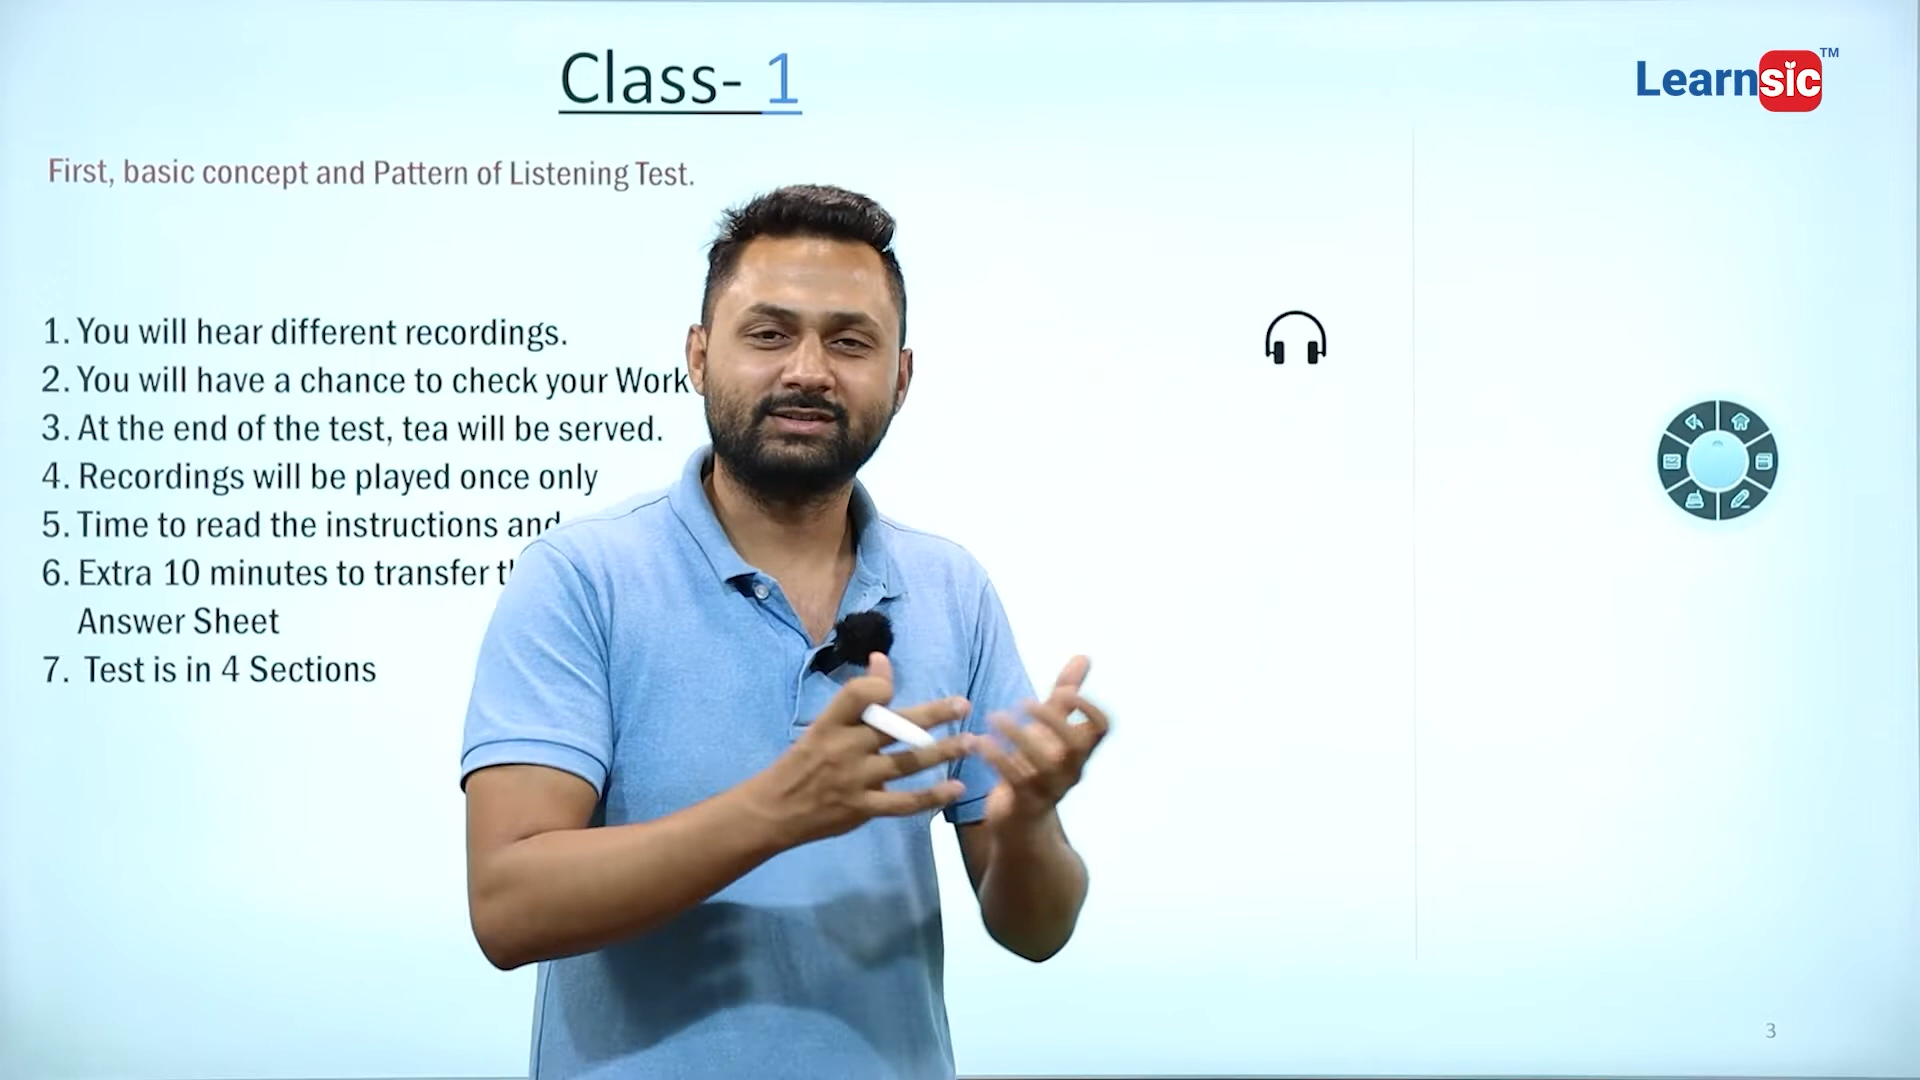 Class- 1
Learnsic™
First, basic concept and Pattern of Listening Test.
1. You will hear different recordings.
2. You will have a chance to check your Work
3. At the end of the test, tea will be served.
4. Recordings will be played once only
5. Time to read the instructions and
6. Extra 10 minutes to transfer
Answer Sheet
7. Test is in 4 Sections
3